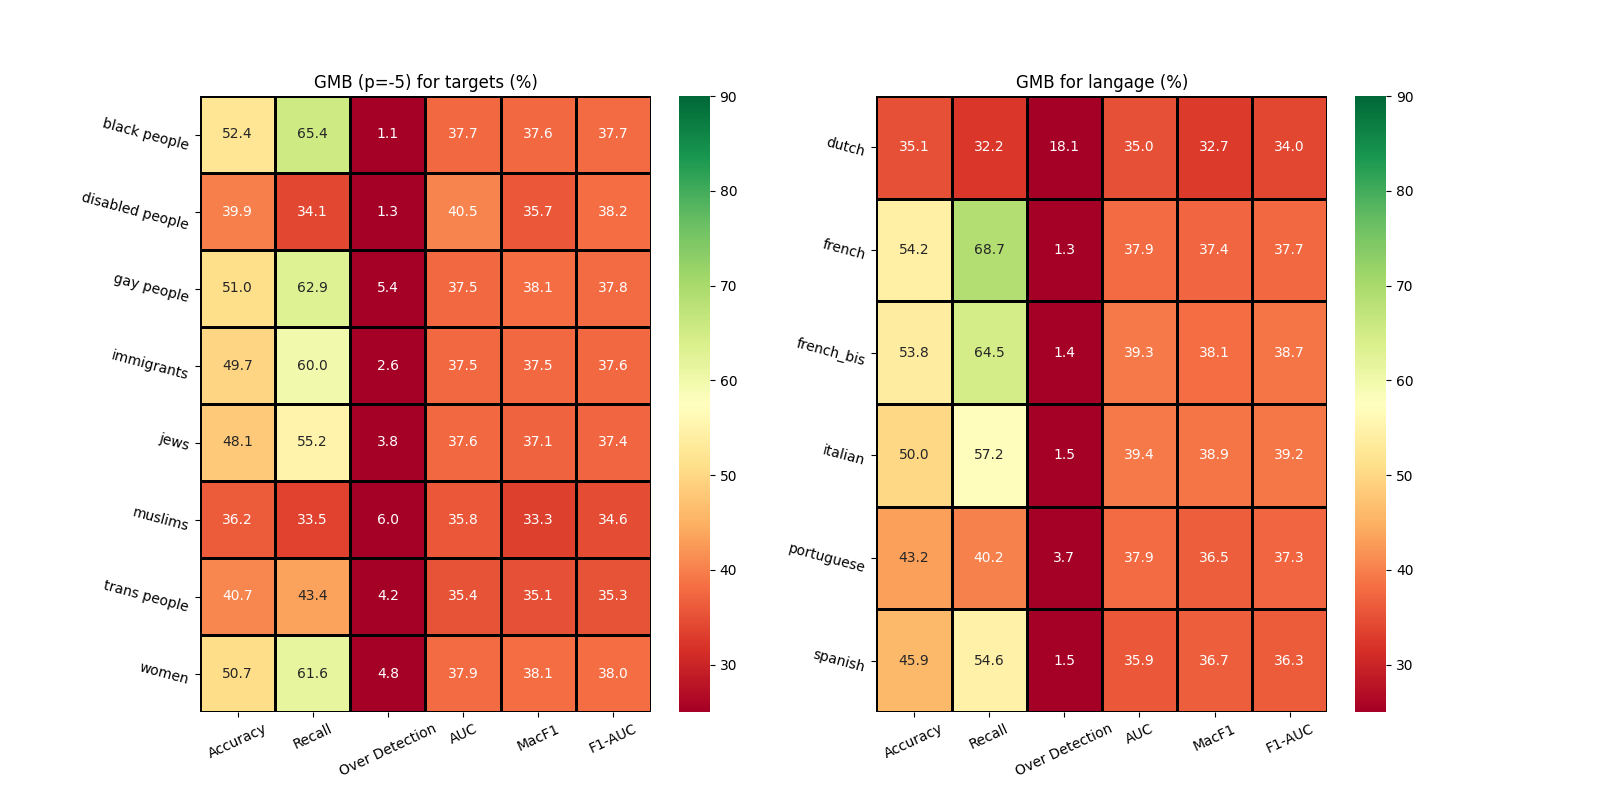 GMB (p=-5) for targets (%)
black people 52.4 65.4 1.1 37.7 37.6 37.7
disabled people 39.9 34.1 1.3 40.5 35.7 38.2
gay people 51.0 62.9 5.4 37.5 38.1 37.8
immigrants 49.7 60.0 2.6 37.5 37.5 37.6
jews 48.1 55.2 3.8 37.6 37.1 37.4
muslims 36.2 33.5 6.0 35.8 33.3 34.6
trans people 40.7 43.4 4.2 35.4 35.1 35.3
women 50.7 61.6 4.8 37.9 38.1 38.0
Accuracy Recall Over Detection AUC MacF1 F1-AUC
90
80
70
60
50
40
30
GMB for langage (%)
dutch 35.1 32.2 18.1 35.0 32.7 34.0
french 54.2 68.7 1.3 37.9 37.4 37.7
french_bis 53.8 64.5 1.4 39.3 38.1 38.7
italian 50.0 57.2 1.5 39.4 38.9 39.2
portuguese 43.2 40.2 3.7 37.9 36.5 37.3
spanish 45.9 54.6 1.5 35.9 36.7 36.3
Accuracy Recall Over Detection AUC MacF1 F1-AUC
90
80
70
60
50
40
30